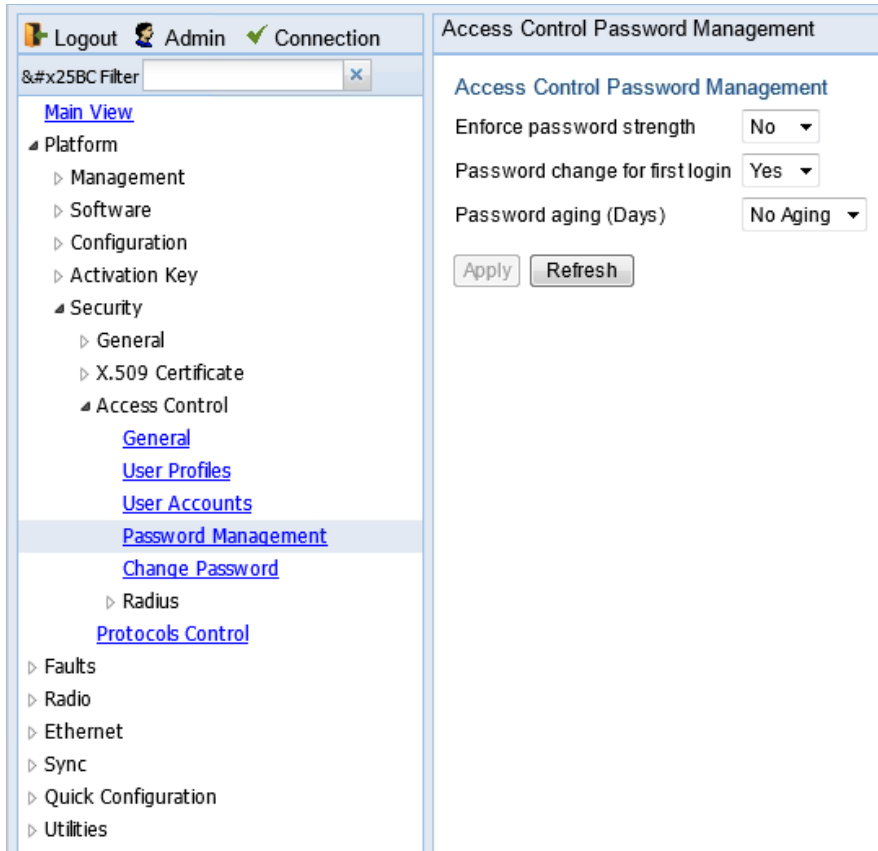 Logout Admin Connection
&#x25BC Filter
Main View
Platform
Management
Software
Configuration
Activation Key
Security
General
X.509 Certificate
Access Control
General
User Profiles
User Accounts
Password Management
Change Password
Radius
Protocols Control
Faults
Radio
Ethernet
Sync
Quick Configuration
Utilities
Access Control Password Management
Access Control Password Management
Enforce password strength No
Password change for first login Yes
Password aging (Days) No Aging
Apply Refresh